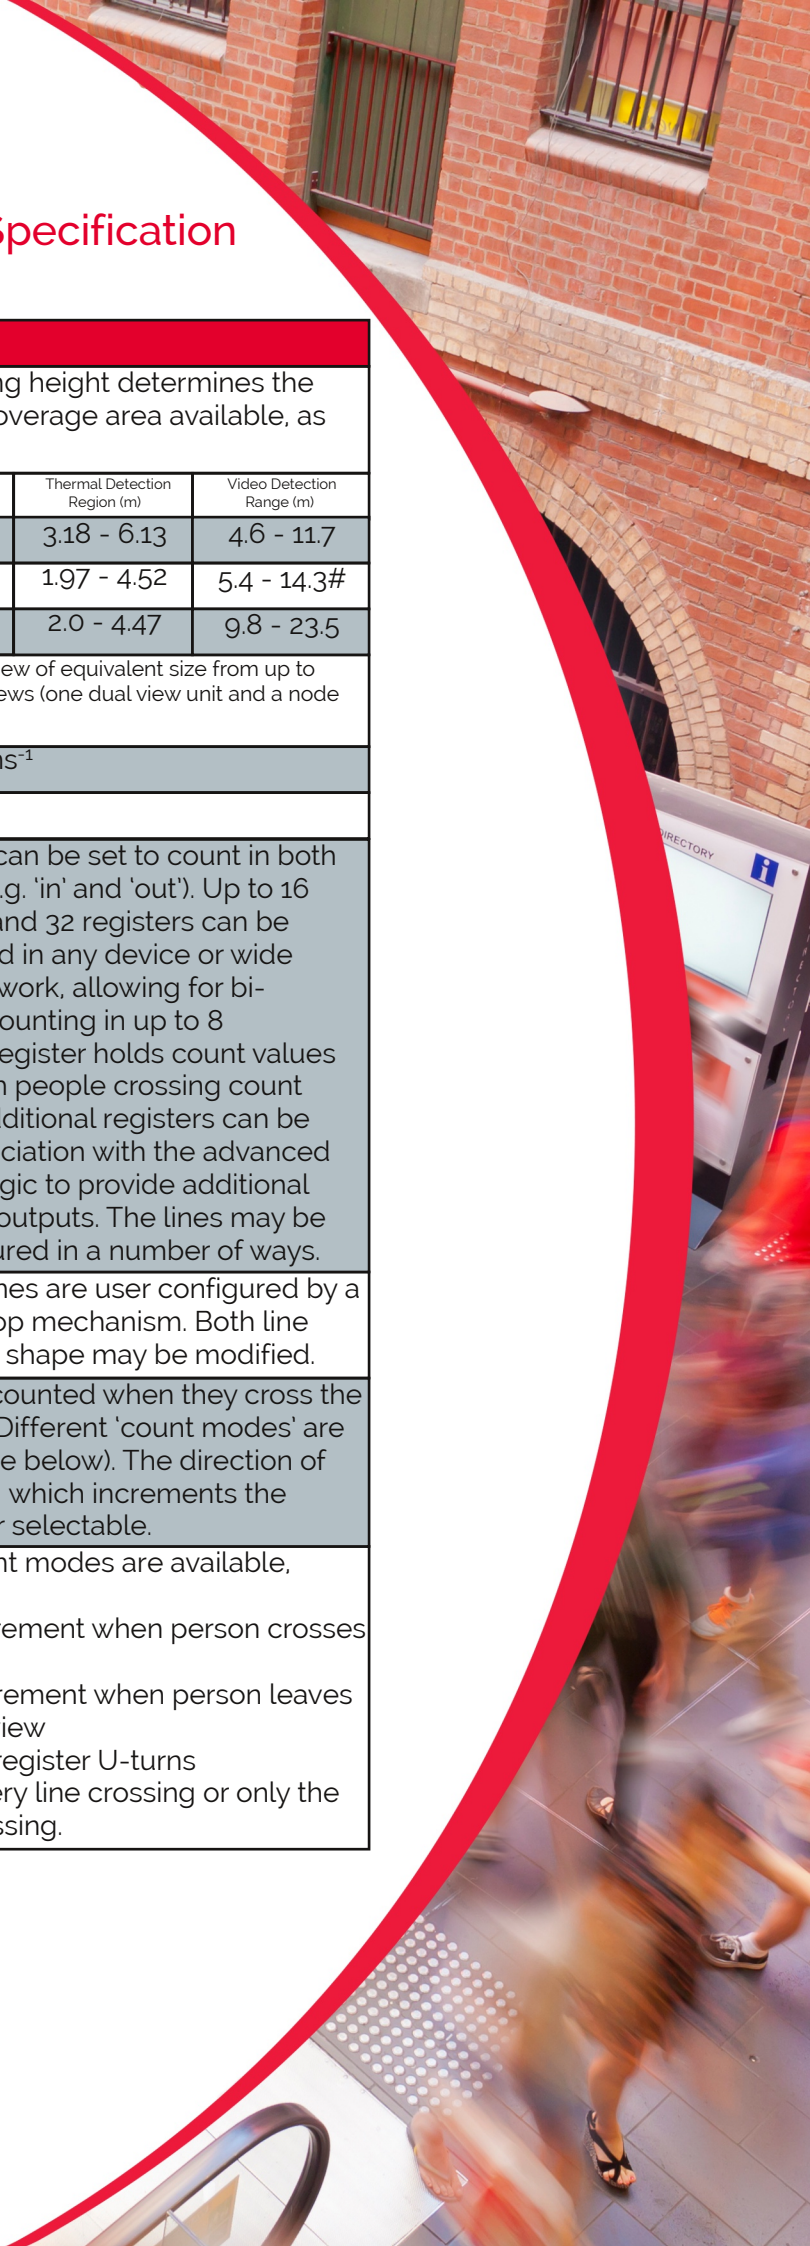 Specification
ng height determines the
overage area available, as
Thermal Detection
Region (m)
Video Detection
Range (m)
3.18 - 6.13
4.6 - 11.7
1.97 - 4.52
5.4 - 14.3#
2.0 - 4.47
9.8 - 23.5
ew of equivalent size from up to
ews (one dual view unit and a node
ns⁻¹
can be set to count in both
.g. ‘in’ and ‘out’). Up to 16
and 32 registers can be
d in any device or wide
work, allowing for bi-
ounting in up to 8
egister holds count values
n people crossing count
dditional registers can be
ciation with the advanced
gic to provide additional
outputs. The lines may be
ured in a number of ways.
nes are user configured by a
op mechanism. Both line
shape may be modified.
counted when they cross the
Different ‘count modes’ are
e below). The direction of
which increments the
r selectable.
nt modes are available,
rement when person crosses
rement when person leaves
view
register U-turns
ery line crossing or only the
ssing.
DIRECTORY
i